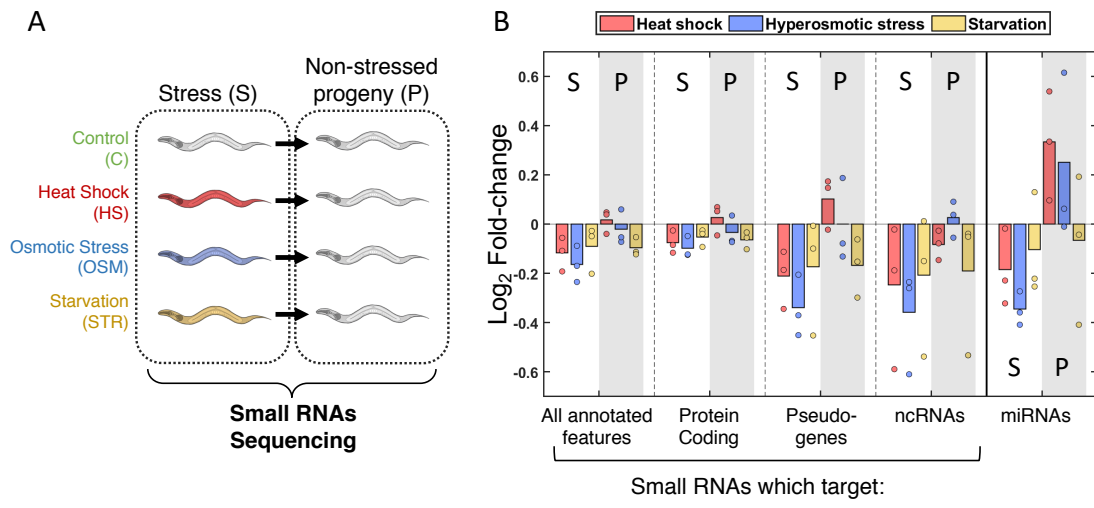 A
Stress (S)
Non-stressed
progeny (P)
Control
(C)
Heat Shock
(HS)
Osmotic Stress
(OSM)
Starvation
(STR)
Small RNAs
Sequencing
B
Heat shock
Hyperosmotic stress
Starvation
Log2 Fold-change
0.6
0.4
0.2
0
-0.2
-0.4
-0.6
S P S P S P S P
S P
All annotated
features
Protein
Coding
Pseudo-
genes
ncRNAs
miRNAs
Small RNAs which target: